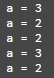 a = 3
a = 2
a = 2
a = 3
a = 2